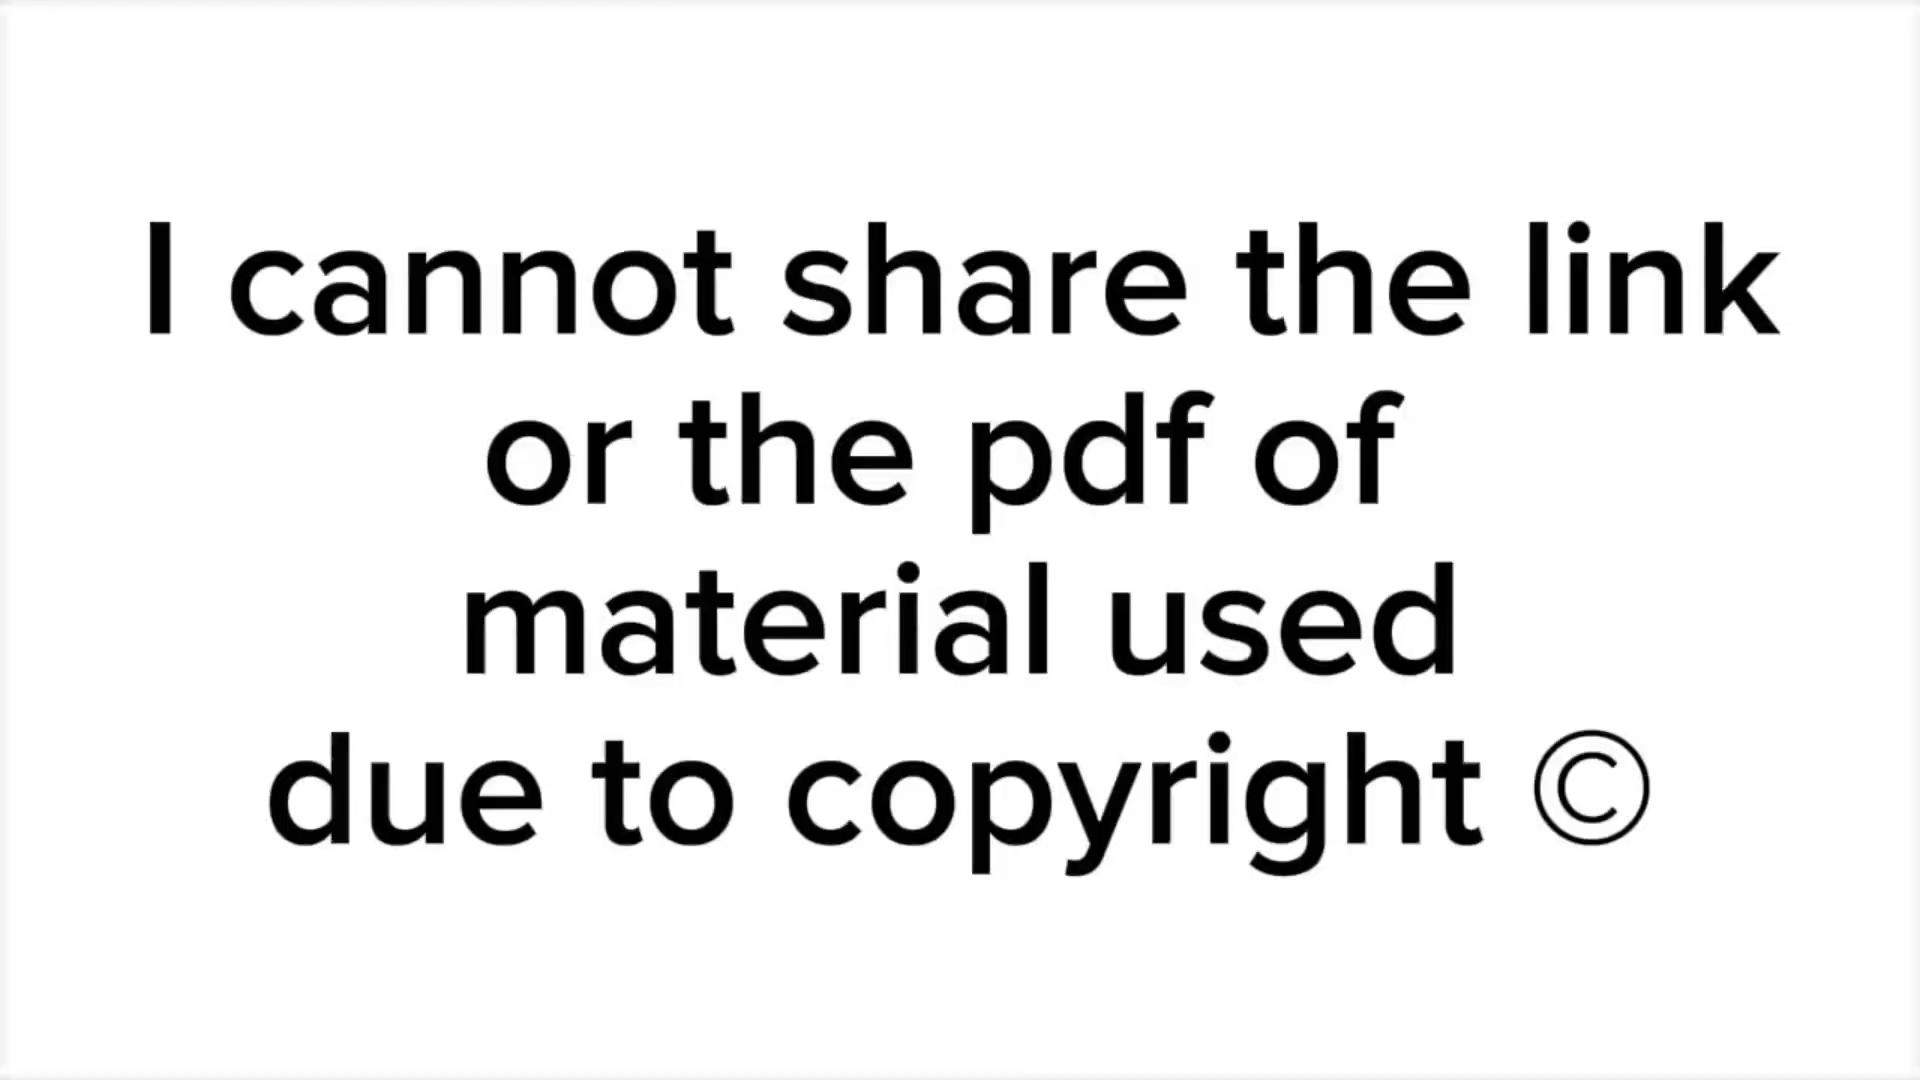 I cannot share the link
or the pdf of
material used
due to copyright ©